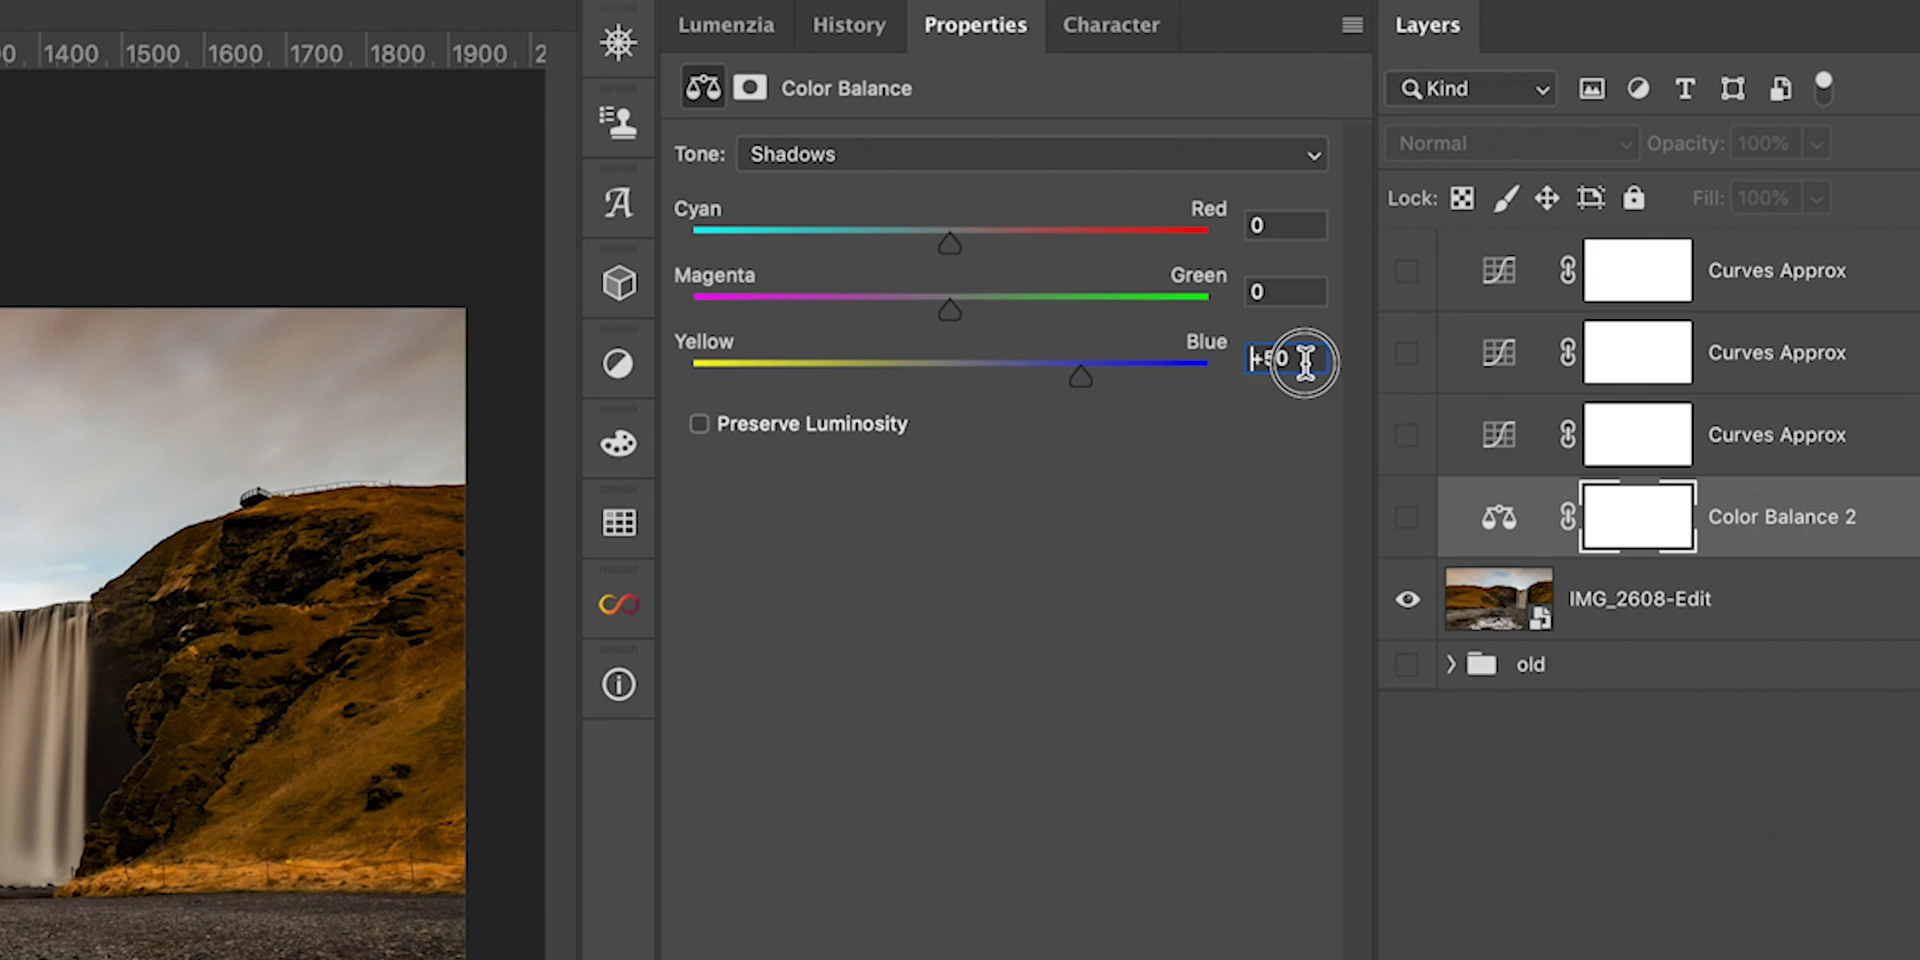 1400 1500 1600 1700 1800 1900 2
Lumenzia History Properties Character
Layers
Color Balance
Kind
Tone: Shadows
Normal Opacity: 100%
Cyan Red 0
Lock: Fill: 100%
Magenta Green 0
Yellow Blue +50
Preserve Luminosity
Curves Approx
Curves Approx
Curves Approx
Color Balance 2
IMG_2608-Edit
old